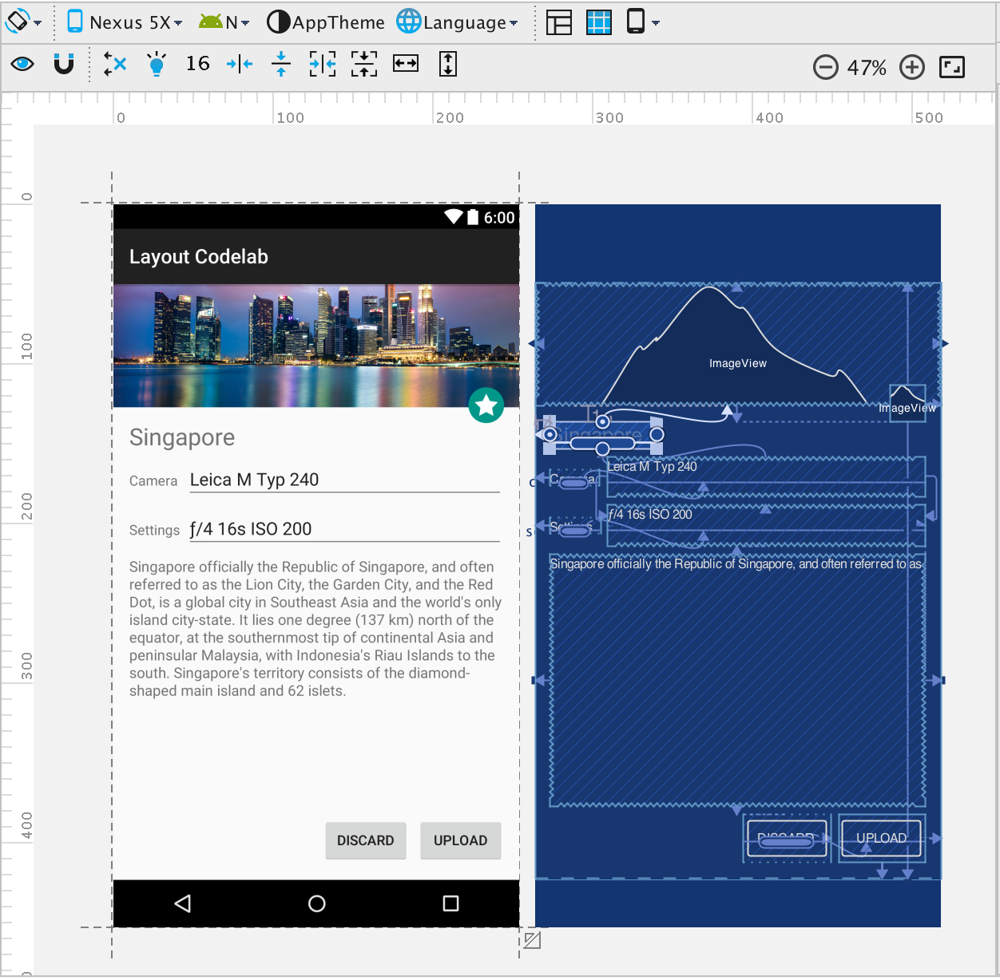 Nexus 5X N AppTheme Language
16 47%
0 100 200 300 400 500
0
100
200
300
400
6:00
Layout Codelab
Singapore
Camera Leica M Typ 240
Settings ƒ/4 16s ISO 200
Singapore officially the Republic of Singapore, and often
referred to as the Lion City, the Garden City, and the Red
Dot, is a global city in Southeast Asia and the world's only
island city-state. It lies one degree (137 km) north of the
equator, at the southernmost tip of continental Asia and
peninsular Malaysia, with Indonesia's Riau Islands to the
south. Singapore's territory consists of the diamond-
shaped main island and 62 islets.
DISCARD UPLOAD
ImageView
ImageView
Singapore
Leica M Typ 240
Camera
ƒ/4 16s ISO 200
Settings
Singapore officially the Republic of Singapore, and often referred to as
DISCARD UPLOAD